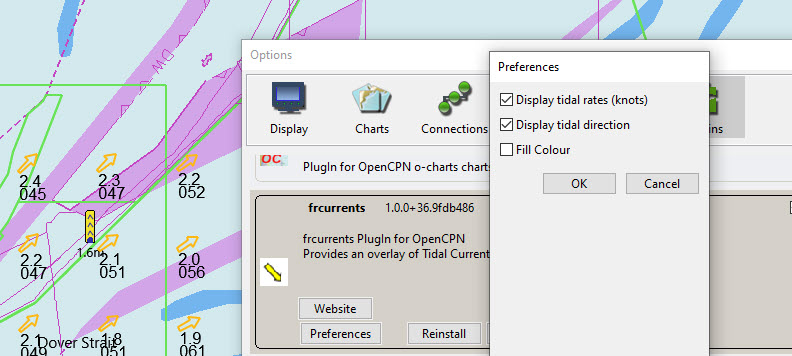 DW
Options
Preferences
Display
Charts
Connections
ins
Display tidal rates (knots)
Display tidal direction
Fill Colour
OK
Cancel
OC
PlugIn for OpenCPN o-charts charts
frcurrents 1.0.0+36.9fdb486
frcurrents PlugIn for OpenCPN
Provides an overlay of Tidal Current
Website
Preferences
Reinstall
2.4
045
2.3
047
2.2
052
1.6m
2.2
047
2.1
051
2.0
056
2.1
049
Dover Strait
1.8
051
1.9
061